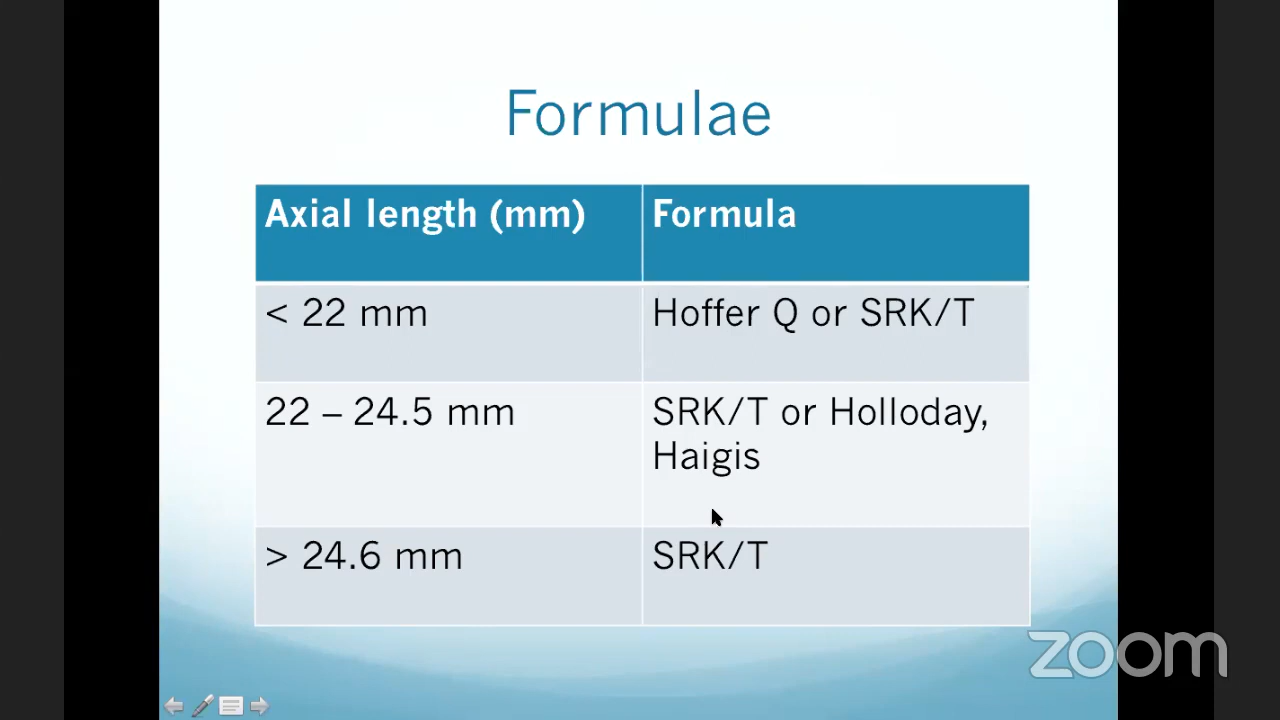 Formulae
Axial length (mm)
Formula
< 22 mm
Hoffer Q or SRK/T
22 – 24.5 mm
SRK/T or Holloday,
Haigis
> 24.6 mm
SRK/T
zoom